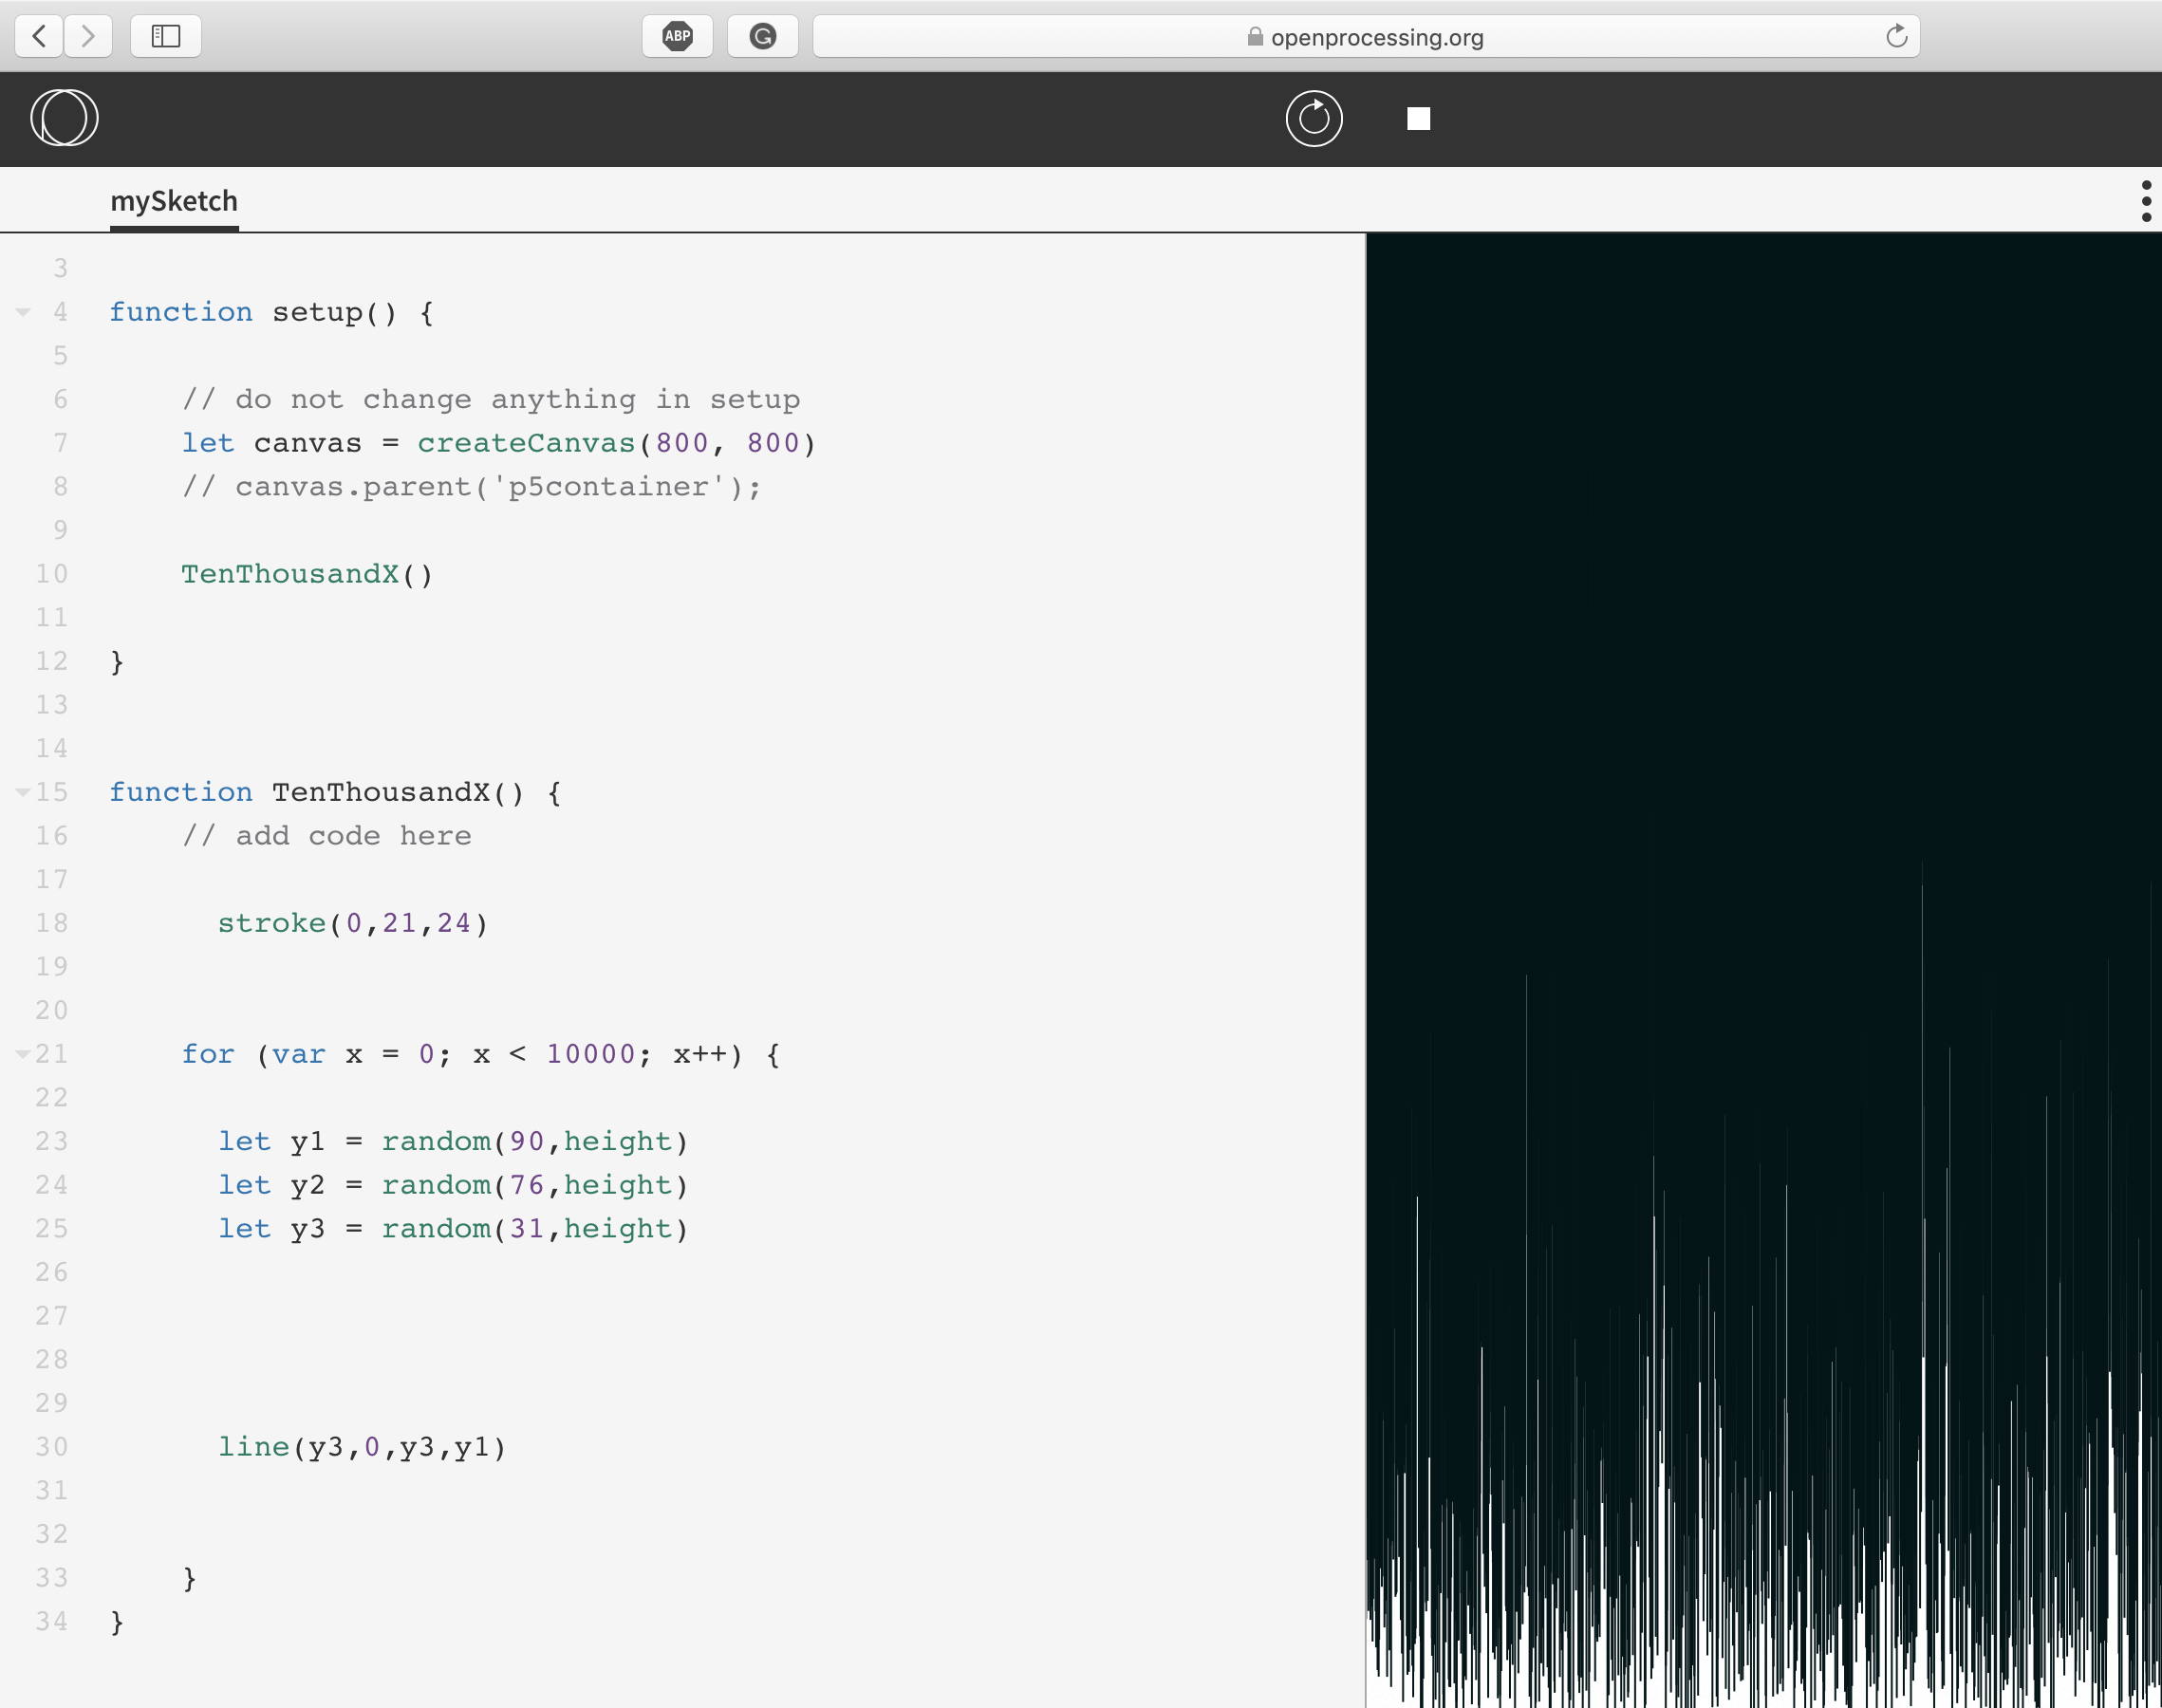 ABP
G
openprocessing.org
mySketch
3
4 function setup() {
5
6 // do not change anything in setup
7 let canvas = createCanvas(800, 800)
8 // canvas.parent('p5container');
9
10 TenThousandX()
11
12 }
13
14
15 function TenThousandX() {
16 // add code here
17
18 stroke(0,21,24)
19
20
21 for (var x = 0; x < 10000; x++) {
22
23 let y1 = random(90,height)
24 let y2 = random(76,height)
25 let y3 = random(31,height)
26
27
28
29
30 line(y3,0,y3,y1)
31
32
33 }
34 }